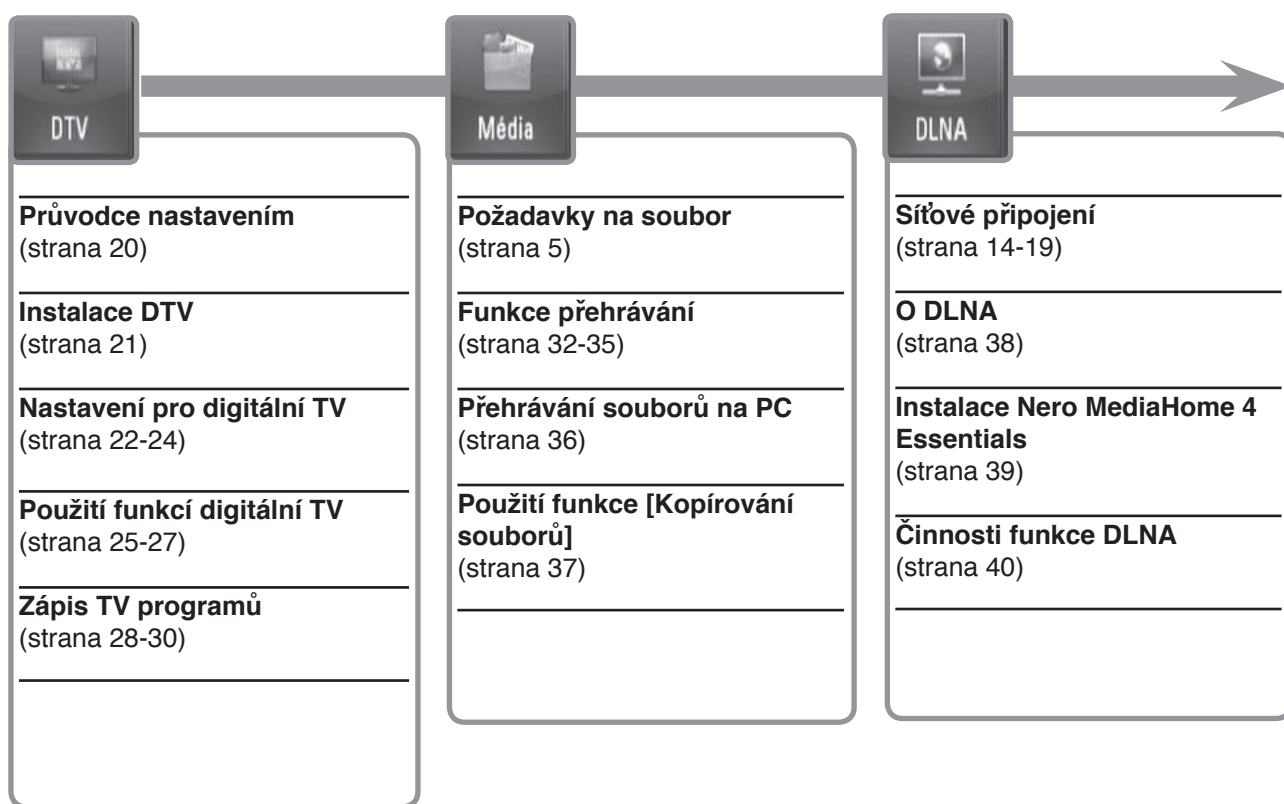 DTV
Průvodce nastavením
(strana 20)
Instalace DTV
(strana 21)
Nastavení pro digitální TV
(strana 22-24)
Použití funkcí digitální TV
(strana 25-27)
Zápis TV programů
(strana 28-30)
Média
Požadavky na soubor
(strana 5)
Funkce přehrávání
(strana 32-35)
Přehrávání souborů na PC
(strana 36)
Použití funkce [Kopírování
souborů]
(strana 37)
DLNA
Síťové připojení
(strana 14-19)
O DLNA
(strana 38)
Instalace Nero MediaHome 4
Essentials
(strana 39)
Činnosti funkce DLNA
(strana 40)